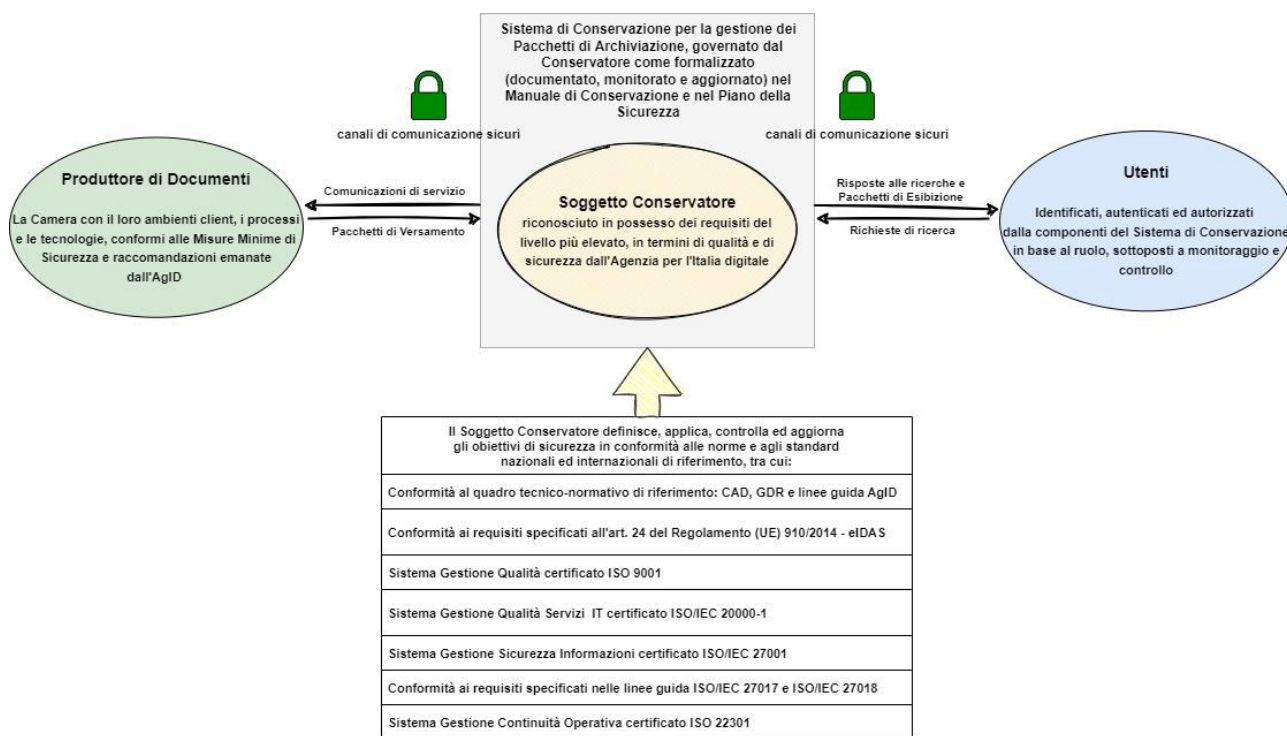 Sistema di Conservazione per la gestione dei
Pacchetti di Archiviazione, governato dal
Conservatore come formalizzato
(documentato, monitorato e aggiornato) nel
Manuale di Conservazione e nel Piano della
Sicurezza
canali di comunicazione sicuri
canali di comunicazione sicuri
Produttore di Documenti
La Camera con il loro ambienti client, i processi
e le tecnologie, conformi alle Misure Minime di
Sicurezza e raccomandazioni emanate
dall'AgID
Comunicazioni di servizio
Pacchetti di Versamento
Soggetto Conservatore
riconosciuto in possesso dei requisiti del
livello più elevato, in termini di qualità e di
sicurezza dall'Agenzia per l'Italia digitale
Risposte alle ricerche e
Pacchetti di Esibizione
Richieste di ricerca
Utenti
Identificati, autenticati ed autorizzati
dalla componenti del Sistema di Conservazione
in base al ruolo, sottoposti a monitoraggio e
controllo
Il Soggetto Conservatore definisce, applica, controlla ed aggiorna
gli obiettivi di sicurezza in conformità alle norme e agli standard
nazionali ed internazionali di riferimento, tra cui:
Conformità al quadro tecnico-normativo di riferimento: CAD, GDR e linee guida AgID
Conformità ai requisiti specificati all'art. 24 del Regolamento (UE) 910/2014 - eIDAS
Sistema Gestione Qualità certificato ISO 9001
Sistema Gestione Qualità Servizi IT certificato ISO/IEC 20000-1
Sistema Gestione Sicurezza Informazioni certificato ISO/IEC 27001
Conformità ai requisiti specificati nelle linee guida ISO/IEC 27017 e ISO/IEC 27018
Sistema Gestione Continuità Operativa certificato ISO 22301